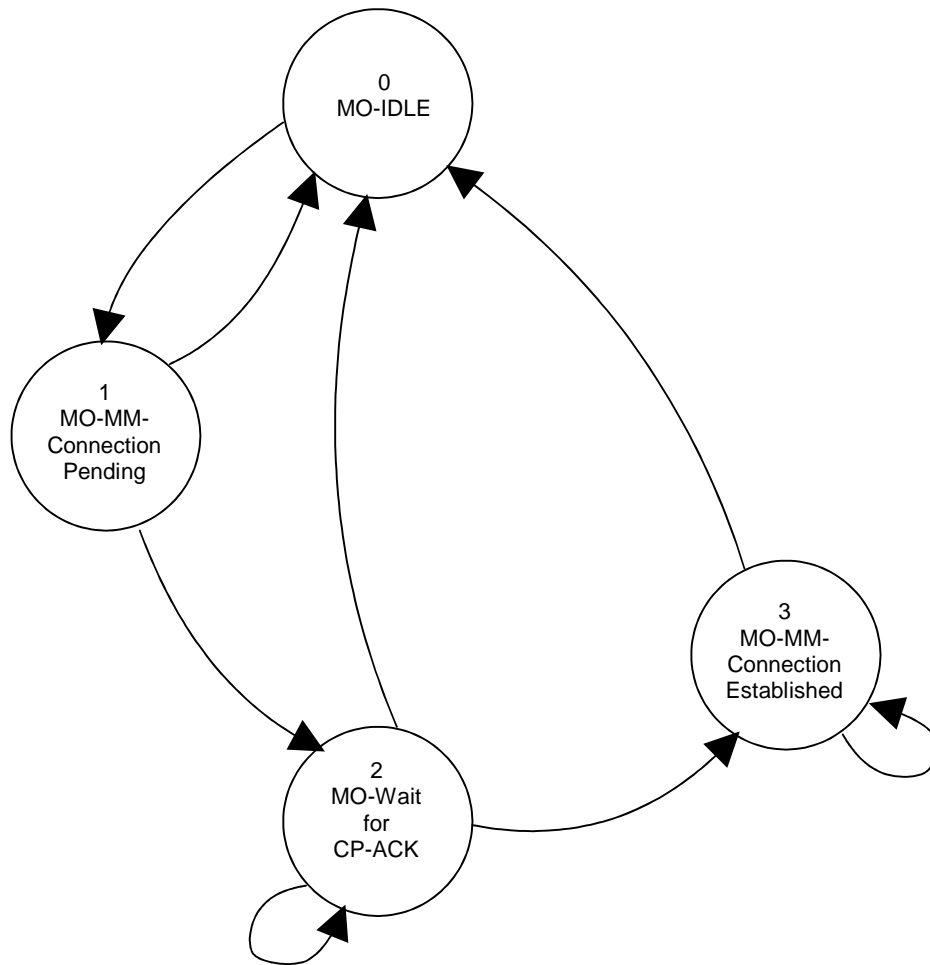 0
MO-IDLE
1
MO-MM-
Connection
Pending
3
MO-MM-
Connection
Established
2
MO-Wait
for
CP-ACK